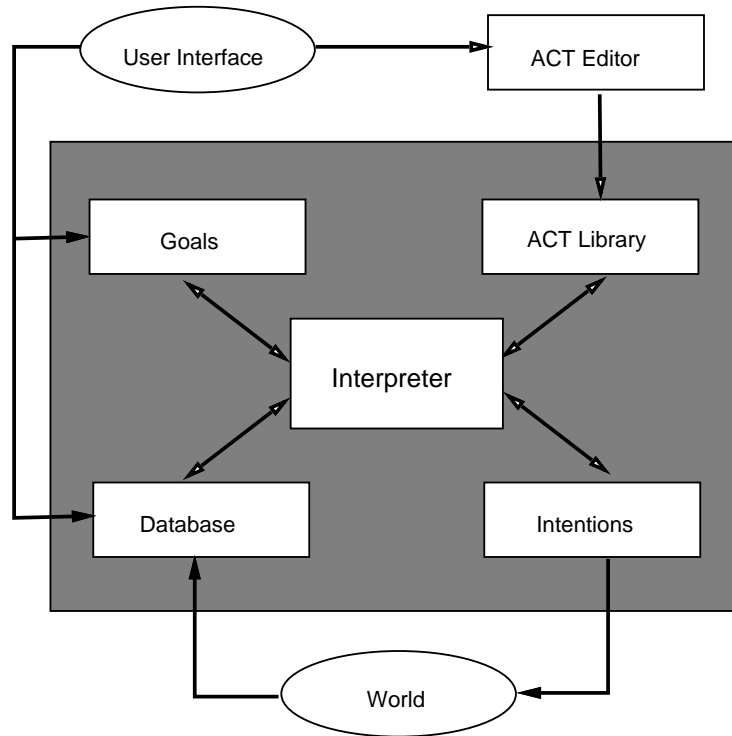 User Interface
ACT Editor
Goals
ACT Library
Interpreter
Database
Intentions
World